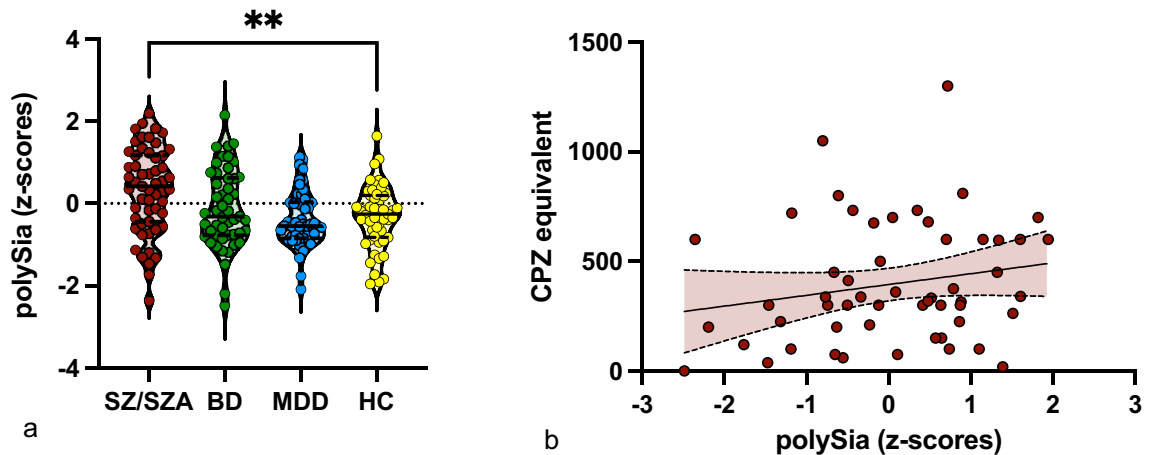 **
4
2
0
-2
-4
polySia (z-scores)
SZ/SZA BD MDD HC
a
1500
1000
500
0
CPZ equivalent
-3 -2 -1 0 1 2 3
polySia (z-scores)
b